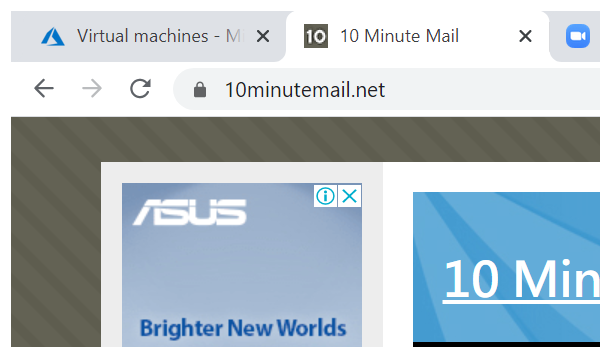 Virtual machines - M
10 10 Minute Mail
10minutemail.net
ASUS
Brighter New Worlds
10 Min